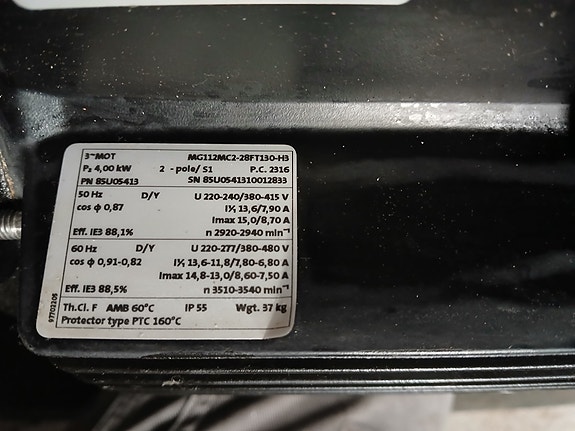 3~MOT MG112MC2-28FT130-H3
P₂ 4,00 kW 2 - pole/ S1 P.C. 2316
PN 85U05413 SN 85U0541310012833
50 Hz D/Y U 220-240/380-415 V
cos ϕ 0,87 I₁/₁ 13,6/7,90 A
Imax 15,0/8,70 A
Eff. IE3 88,1% n 2920-2940 min⁻¹
60 Hz D/Y U 220-277/380-480 V
cos ϕ 0,91-0,82 I₁/₁ 13,6-11,8/7,80-6,80 A
Imax 14,8-13,0/8,60-7,50 A
Eff. IE3 88,5% n 3510-3540 min⁻¹
Th.Cl. F AMB 60°C IP 55 Wgt. 37 kg
Protector type PTC 160°C
97702205